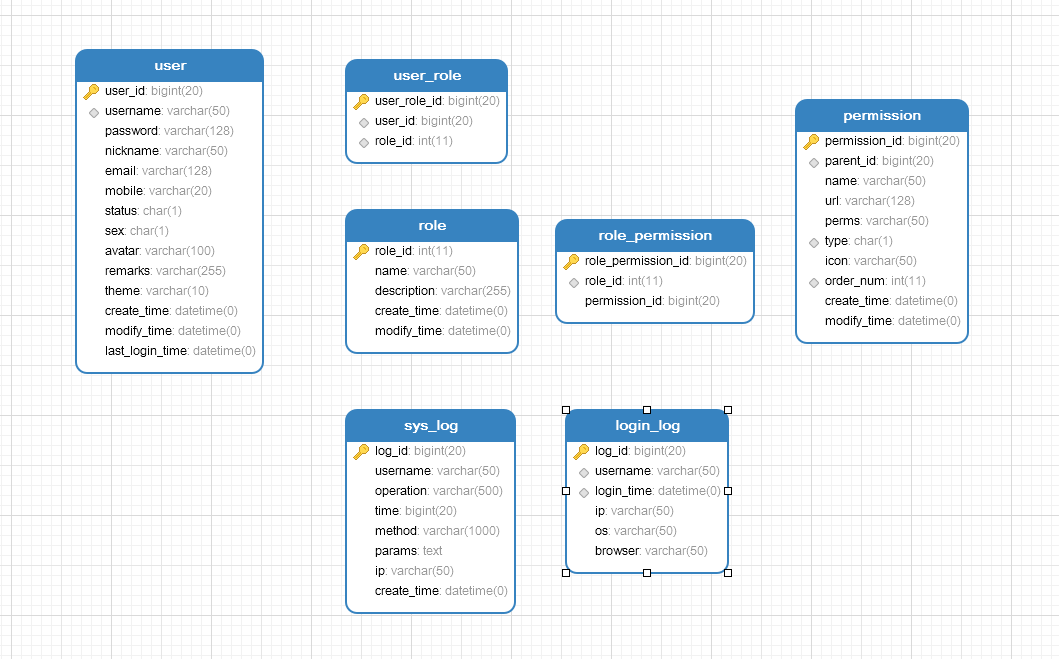 user
user_id: bigint(20)
username: varchar(50)
password: varchar(128)
nickname: varchar(50)
email: varchar(128)
mobile: varchar(20)
status: char(1)
sex: char(1)
avatar: varchar(100)
remarks: varchar(255)
theme: varchar(10)
create_time: datetime(0)
modify_time: datetime(0)
last_login_time: datetime(0)
user_role
user_role_id: bigint(20)
user_id: bigint(20)
role_id: int(11)
role
role_id: int(11)
name: varchar(50)
description: varchar(255)
create_time: datetime(0)
modify_time: datetime(0)
role_permission
role_permission_id: bigint(20)
role_id: int(11)
permission_id: bigint(20)
permission
permission_id: bigint(20)
parent_id: bigint(20)
name: varchar(50)
url: varchar(128)
perms: varchar(50)
type: char(1)
icon: varchar(50)
order_num: int(11)
create_time: datetime(0)
modify_time: datetime(0)
sys_log
log_id: bigint(20)
username: varchar(50)
operation: varchar(500)
time: bigint(20)
method: varchar(1000)
params: text
ip: varchar(50)
create_time: datetime(0)
login_log
log_id: bigint(20)
username: varchar(50)
login_time: datetime(0)
ip: varchar(50)
os: varchar(50)
browser: varchar(50)